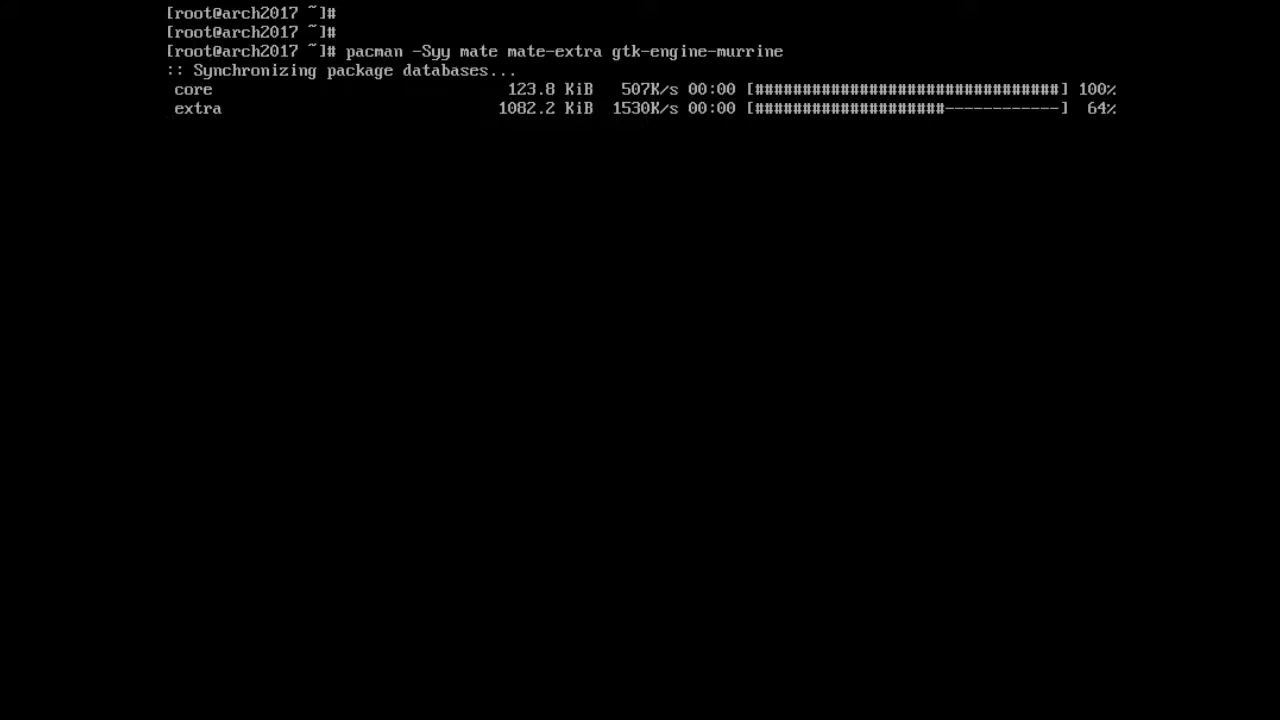 [root@arch2017 ~]#
[root@arch2017 ~]#
[root@arch2017 ~]# pacman -Syy mate mate-extra gtk-engine-murrine
:: Synchronizing package databases...
core 123.8 KiB 507K/s 00:00 [################################] 100%
extra 1082.2 KiB 1530K/s 00:00 [####################------------] 64%